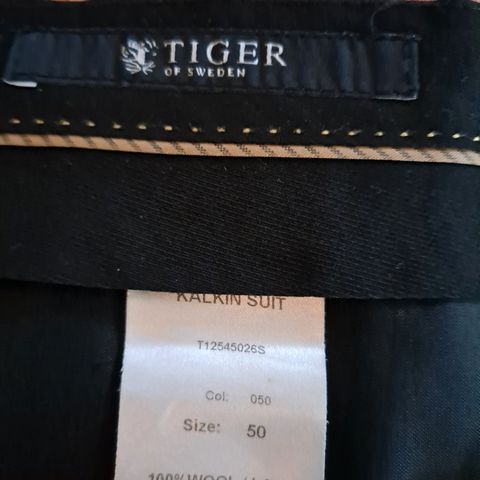 TIGER
OF SWEDEN
KALKIN SUIT
T12545026S
Col: 050
Size: 50
100% WOOL